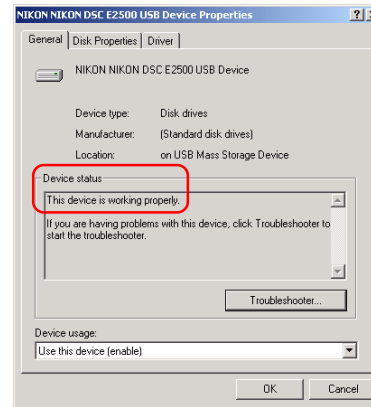 NIKON NIKON DSC E2500 USB Device Properties
General Disk Properties Driver
NIKON NIKON DSC E2500 USB Device
Device type: Disk drives
Manufacturer: (Standard disk drives)
Location: on USB Mass Storage Device
Device status
This device is working properly.
If you are having problems with this device, click Troubleshooter to
start the troubleshooter.
Troubleshooter...
Device usage:
Use this device (enable)
OK Cancel